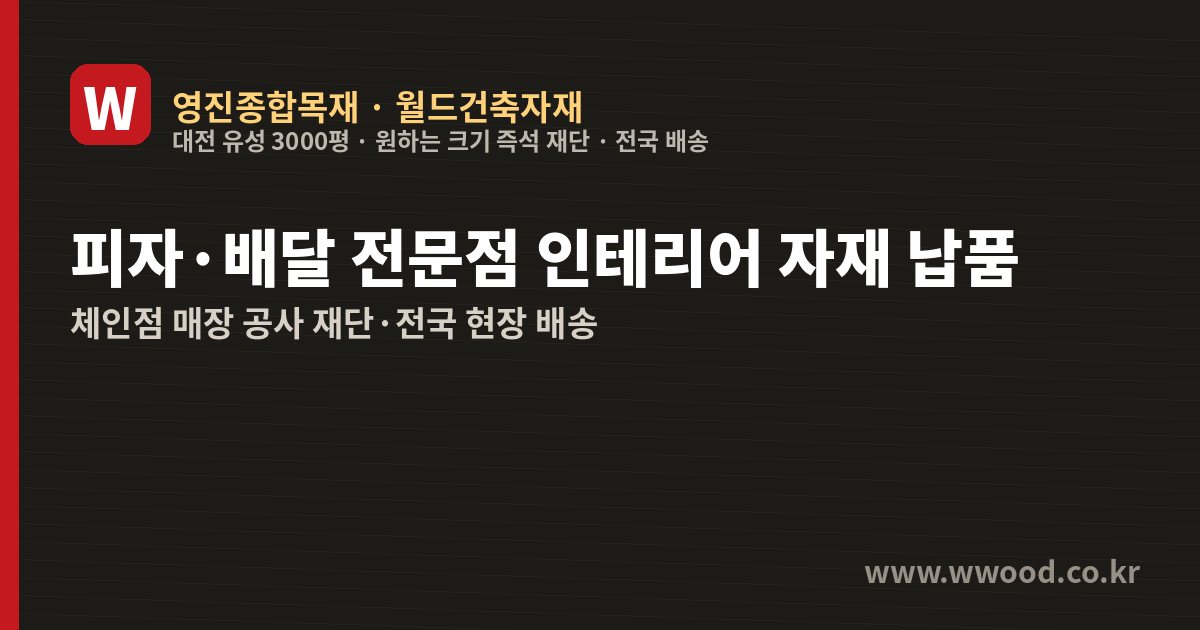 W
영진종합목재 · 월드건축자재
대전 유성 3000평 · 원하는 크기 즉석 재단 · 전국 배송
피자·배달 전문점 인테리어 자재 납품
체인점 매장 공사 재단·전국 현장 배송
www.wwood.co.kr